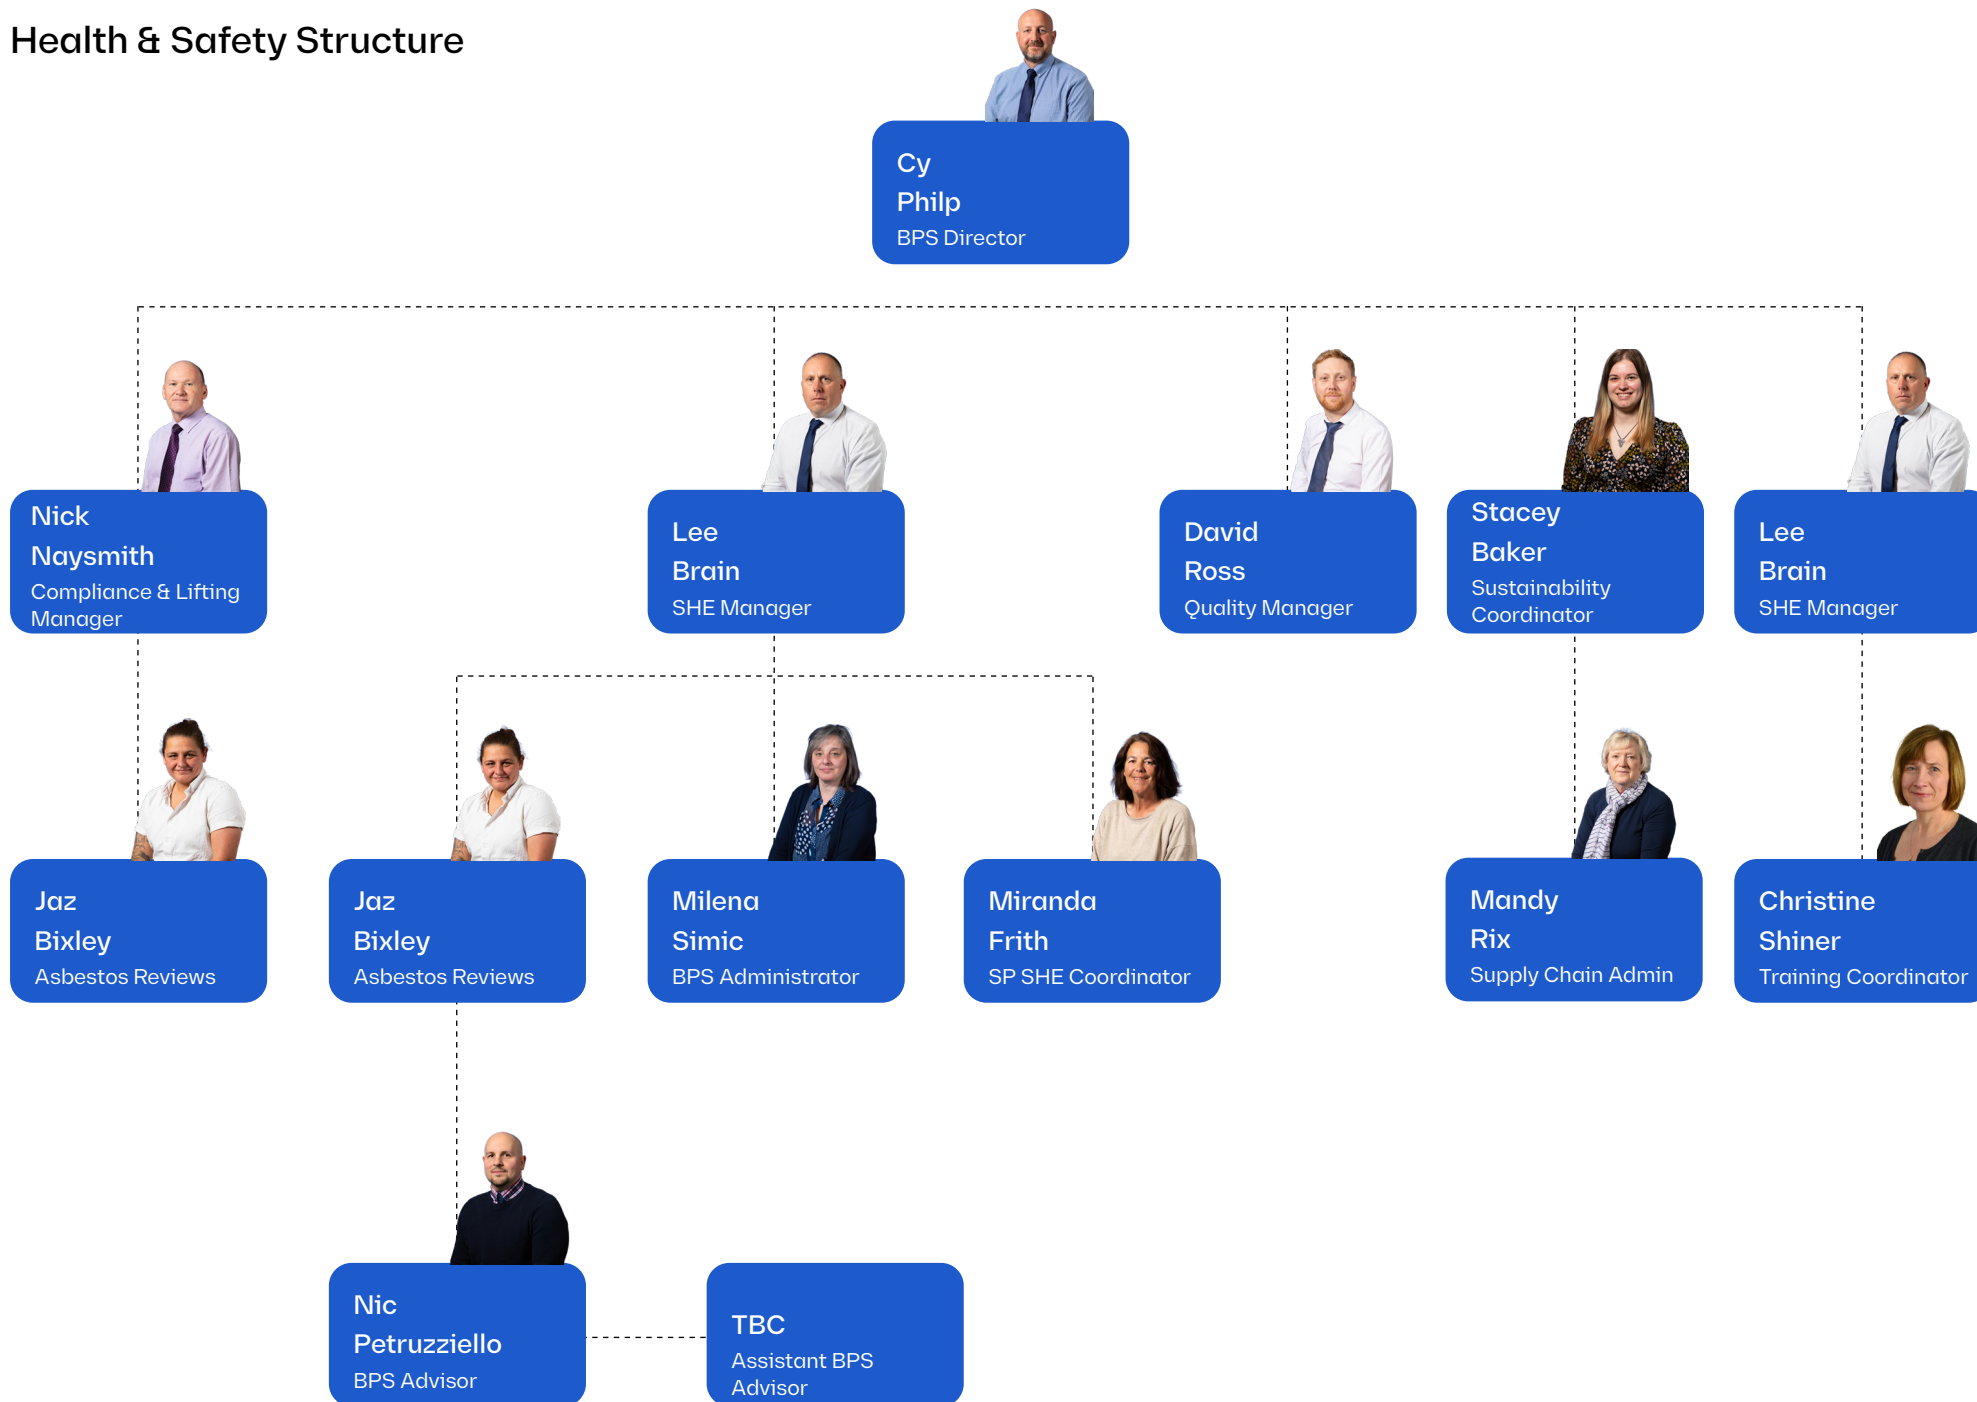 Health & Safety Structure
Cy
Philp
BPS Director
Nick
Naysmith
Compliance & Lifting
Manager
Lee
Brain
SHE Manager
David
Ross
Quality Manager
Stacey
Baker
Sustainability
Coordinator
Lee
Brain
SHE Manager
Jaz
Bixley
Asbestos Reviews
Jaz
Bixley
Asbestos Reviews
Milena
Simic
BPS Administrator
Miranda
Frith
SP SHE Coordinator
Mandy
Rix
Supply Chain Admin
Christine
Shiner
Training Coordinator
Nic
Petruzziello
BPS Advisor
TBC
Assistant BPS
Advisor